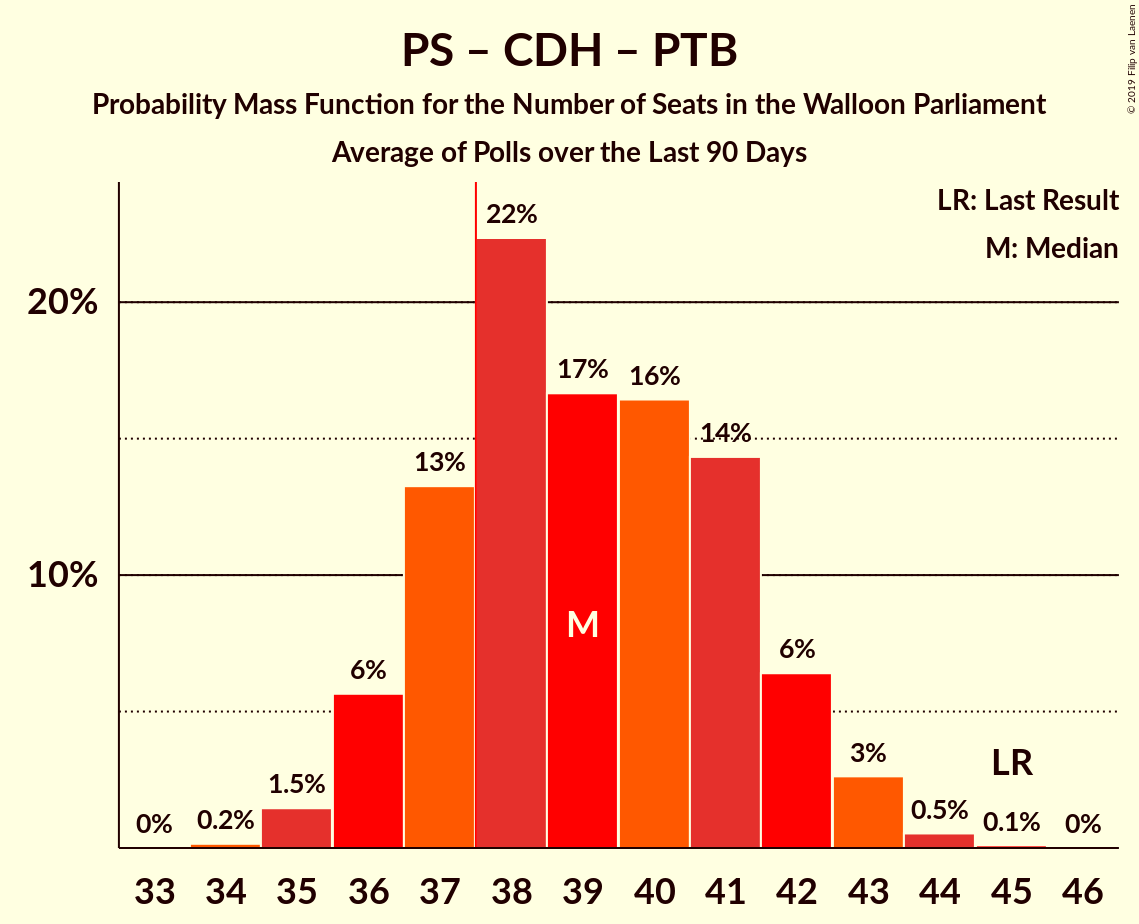 PS – CDH – PTB
Probability Mass Function for the Number of Seats in the Walloon Parliament
Average of Polls over the Last 90 Days
© 2019 Filip van Laenen
LR: Last Result
M: Median
22%
20%
17%
16%
14%
13%
10%
M
6%
6%
3%
LR
1.5%
0.5%
0%
0.2%
0.1%
0%
33 34 35 36 37 38 39 40 41 42 43 44 45 46